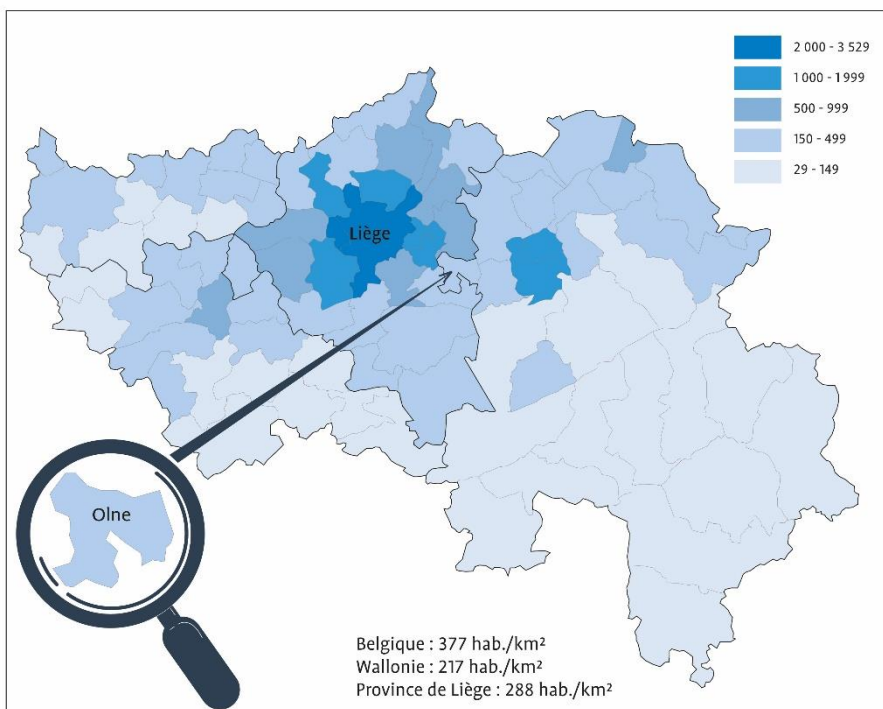 2 000 - 3 529
1 000 - 1 999
500 - 999
150 - 499
29 - 149
Liège
Olne
Belgique : 377 hab./km²
Wallonie : 217 hab./km²
Province de Liège : 288 hab./km²